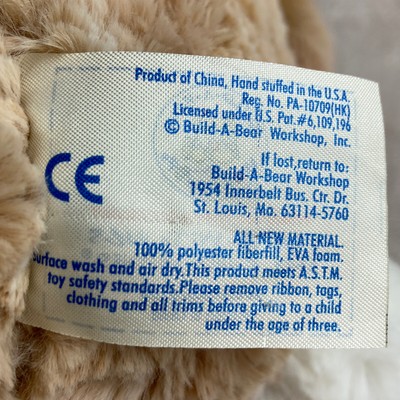 Product of China, Hand stuffed in the U.S.A.
Reg. No. PA-10709(HK)
Licensed under U.S. Pat.#6,109,196
© Build-A-Bear Workshop, Inc.
CE
If lost,return to:
Build-A-Bear Workshop
1954 Innerbelt Bus. Ctr. Dr.
St. Louis, Mo. 63114-5760
ALL NEW MATERIAL.
100% polyester fiberfill, EVA foam.
Surface wash and air dry.This product meets A.S.T.M.
toy safety standards.Please remove ribbon, tags,
clothing and all trims before giving to a child
under the age of three.